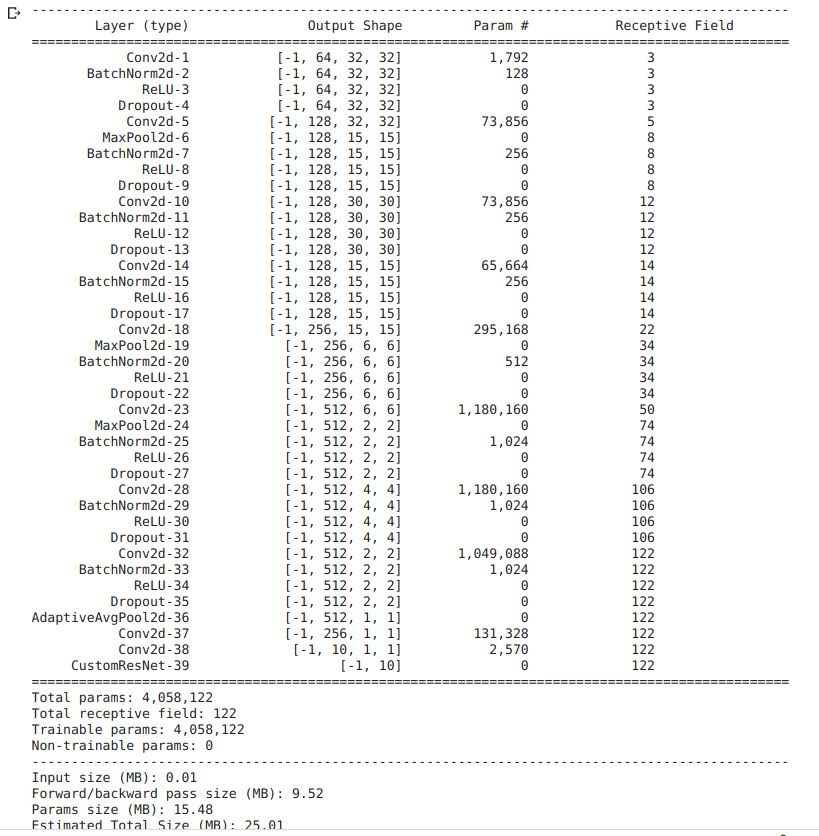 ----------------------------------------------------------------------------------------------------
Layer (type) Output Shape Param # Receptive Field
====================================================================================================
Conv2d-1 [-1, 64, 32, 32] 1,792 3
BatchNorm2d-2 [-1, 64, 32, 32] 128 3
ReLU-3 [-1, 64, 32, 32] 0 3
Dropout-4 [-1, 64, 32, 32] 0 3
Conv2d-5 [-1, 128, 32, 32] 73,856 5
MaxPool2d-6 [-1, 128, 15, 15] 0 8
BatchNorm2d-7 [-1, 128, 15, 15] 256 8
ReLU-8 [-1, 128, 15, 15] 0 8
Dropout-9 [-1, 128, 15, 15] 0 8
Conv2d-10 [-1, 128, 30, 30] 73,856 12
BatchNorm2d-11 [-1, 128, 30, 30] 256 12
ReLU-12 [-1, 128, 30, 30] 0 12
Dropout-13 [-1, 128, 30, 30] 0 12
Conv2d-14 [-1, 128, 15, 15] 65,664 14
BatchNorm2d-15 [-1, 128, 15, 15] 256 14
ReLU-16 [-1, 128, 15, 15] 0 14
Dropout-17 [-1, 128, 15, 15] 0 14
Conv2d-18 [-1, 256, 15, 15] 295,168 22
MaxPool2d-19 [-1, 256, 6, 6] 0 34
BatchNorm2d-20 [-1, 256, 6, 6] 512 34
ReLU-21 [-1, 256, 6, 6] 0 34
Dropout-22 [-1, 256, 6, 6] 0 34
Conv2d-23 [-1, 512, 6, 6] 1,180,160 50
MaxPool2d-24 [-1, 512, 2, 2] 0 74
BatchNorm2d-25 [-1, 512, 2, 2] 1,024 74
ReLU-26 [-1, 512, 2, 2] 0 74
Dropout-27 [-1, 512, 2, 2] 0 74
Conv2d-28 [-1, 512, 4, 4] 1,180,160 106
BatchNorm2d-29 [-1, 512, 4, 4] 1,024 106
ReLU-30 [-1, 512, 4, 4] 0 106
Dropout-31 [-1, 512, 4, 4] 0 106
Conv2d-32 [-1, 512, 2, 2] 1,049,088 122
BatchNorm2d-33 [-1, 512, 2, 2] 1,024 122
ReLU-34 [-1, 512, 2, 2] 0 122
Dropout-35 [-1, 512, 2, 2] 0 122
AdaptiveAvgPool2d-36 [-1, 512, 1, 1] 0 122
Conv2d-37 [-1, 256, 1, 1] 131,328 122
Conv2d-38 [-1, 10, 1, 1] 2,570 122
CustomResNet-39 [-1, 10] 0 122
====================================================================================================
Total params: 4,058,122
Total receptive field: 122
Trainable params: 4,058,122
Non-trainable params: 0
----------------------------------------------------------------------------------------------------
Input size (MB): 0.01
Forward/backward pass size (MB): 9.52
Params size (MB): 15.48
Estimated Total Size (MB): 25.01